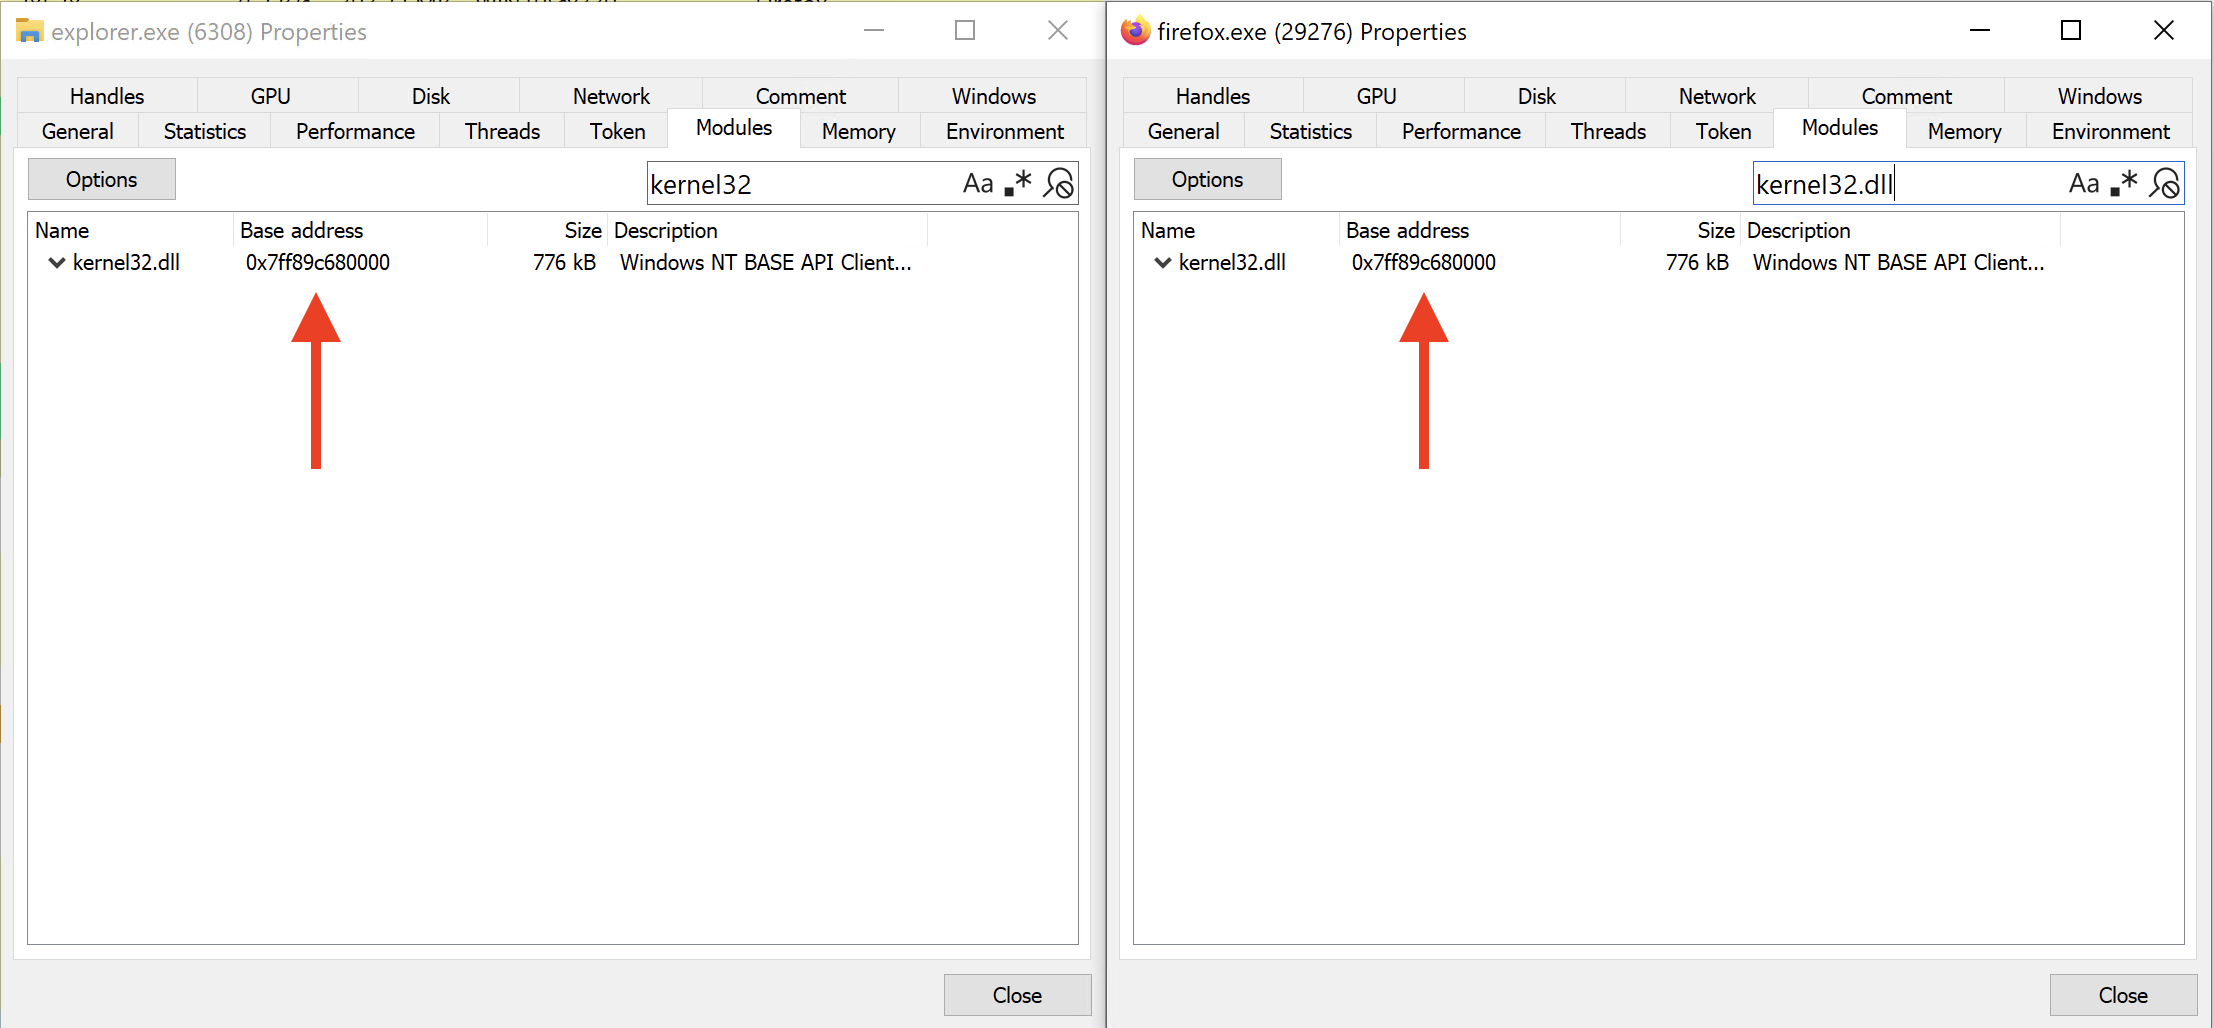 explorer.exe (6308) Properties
Handles GPU Disk Network Comment Windows
General Statistics Performance Threads Token Modules Memory Environment
Options kernel32 Aa .*
Name Base address Size Description
kernel32.dll 0x7ff89c680000 776 kB Windows NT BASE API Client...
Close
firefox.exe (29276) Properties
Handles GPU Disk Network Comment Windows
General Statistics Performance Threads Token Modules Memory Environment
Options kernel32.dll Aa .*
Name Base address Size Description
kernel32.dll 0x7ff89c680000 776 kB Windows NT BASE API Client...
Close